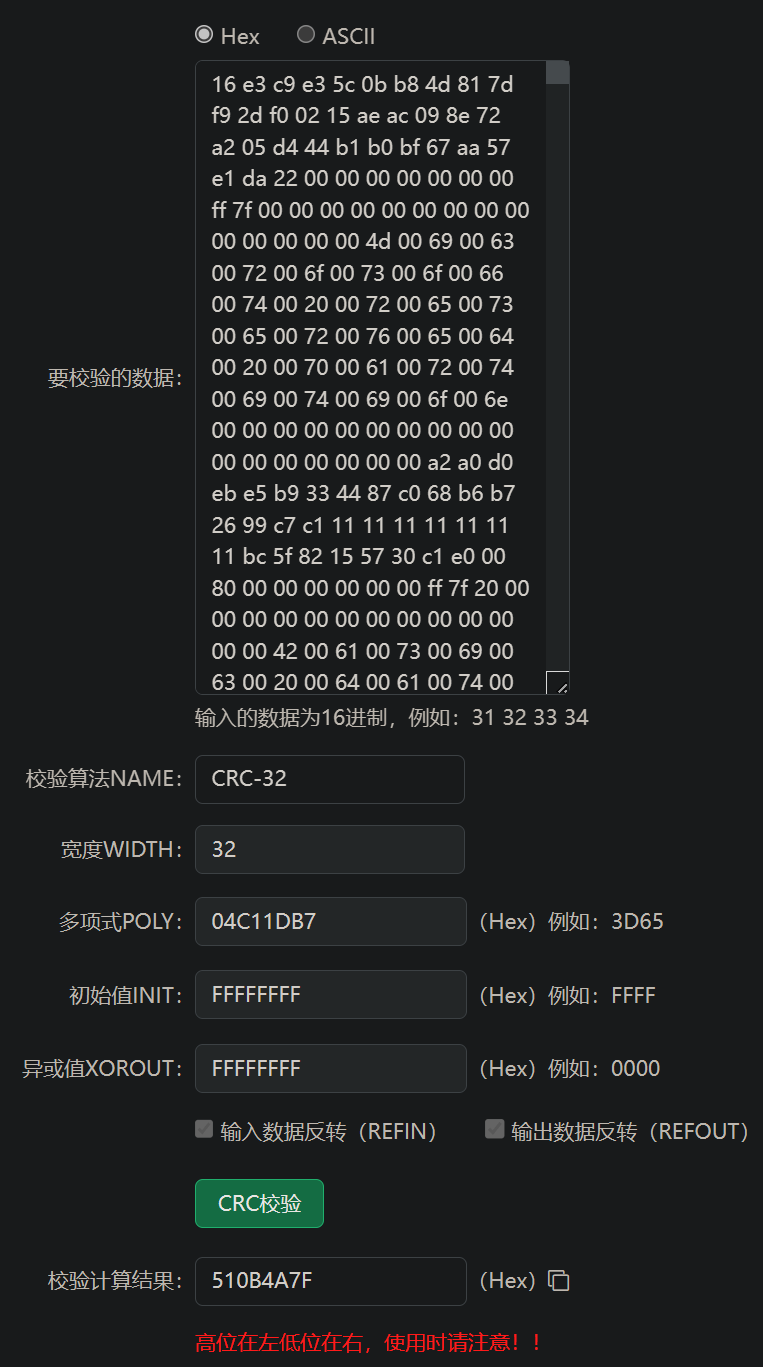 Hex ASCII
16 e3 c9 e3 5c 0b b8 4d 81 7d
f9 2d f0 02 15 ae ac 09 8e 72
a2 05 d4 44 b1 b0 bf 67 aa 57
e1 da 22 00 00 00 00 00 00 00
ff 7f 00 00 00 00 00 00 00 00 00
00 00 00 00 00 4d 00 69 00 63
00 72 00 6f 00 73 00 6f 00 66
00 74 00 20 00 72 00 65 00 73
00 65 00 72 00 76 00 65 00 64
00 20 00 70 00 61 00 72 00 74
00 69 00 74 00 69 00 6f 00 6e
00 00 00 00 00 00 00 00 00 00
00 00 00 00 00 00 00 a2 a0 d0
eb e5 b9 33 44 87 c0 68 b6 b7
26 99 c7 c1 11 11 11 11 11 11
11 bc 5f 82 15 57 30 c1 e0 00
80 00 00 00 00 00 00 ff 7f 20 00
00 00 00 00 00 00 00 00 00 00
00 00 42 00 61 00 73 00 69 00
63 00 20 00 64 00 61 00 74 00
要校验的数据：
输入的数据为16进制，例如：31 32 33 34
校验算法NAME： CRC-32
宽度WIDTH： 32
多项式POLY： 04C11DB7 （Hex）例如：3D65
初始值INIT： FFFFFFFF （Hex）例如：FFFF
异或值XOROUT： FFFFFFFF （Hex）例如：0000
输入数据反转（REFIN） 输出数据反转（REFOUT）
CRC校验
校验计算结果： 510B4A7F （Hex）
高位在左低位在右，使用时请注意！！